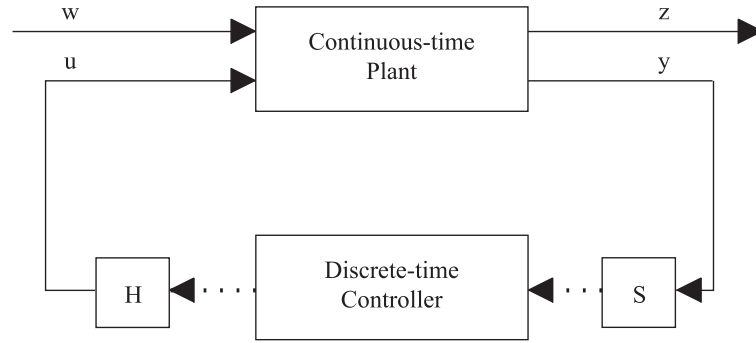 w
z
Continuous-time
Plant
u
y
Discrete-time
Controller
H
S